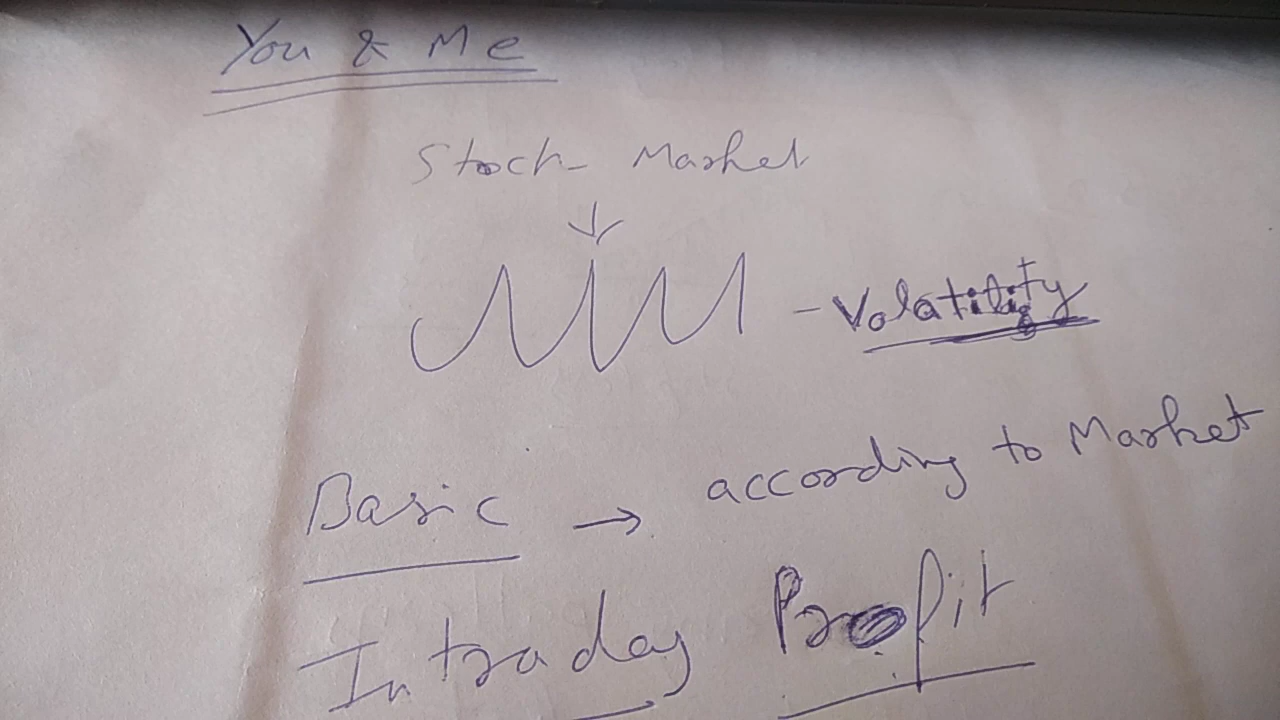 You & Me
Stock Market
- Volatility
Basic → according to Market
Intraday Profit